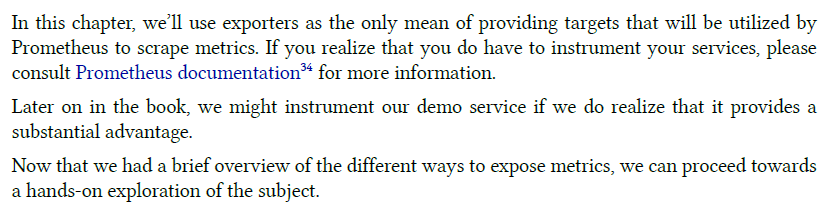 In this chapter, we’ll use exporters as the only mean of providing targets that will be utilized by
Prometheus to scrape metrics. If you realize that you do have to instrument your services, please
consult Prometheus documentation³⁴ for more information.
Later on in the book, we might instrument our demo service if we do realize that it provides a
substantial advantage.
Now that we had a brief overview of the different ways to expose metrics, we can proceed towards
a hands-on exploration of the subject.